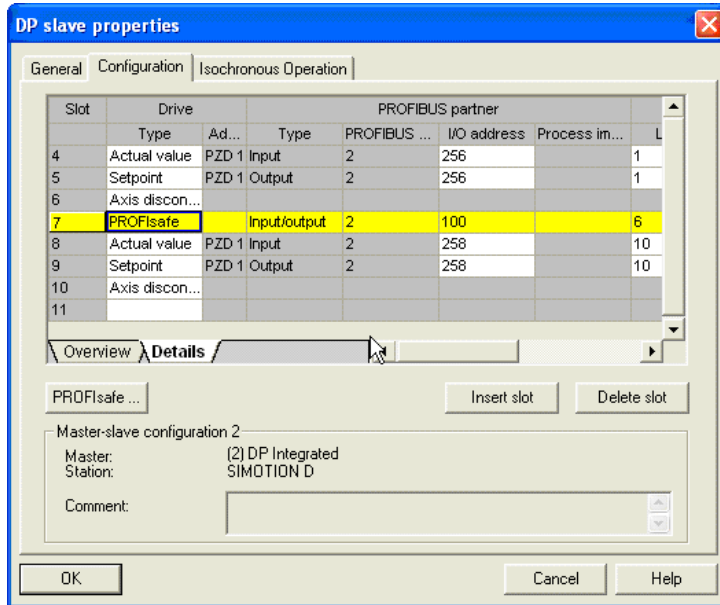 DP slave properties
General Configuration Isochronous Operation
Slot Drive PROFIBUS partner
Type Ad... Type PROFIBUS ... I/O address Process im... L
4 Actual value PZD 1 Input 2 256 1
5 Setpoint PZD 1 Output 2 256 1
6 Axis discon...
7 PROFIsafe Input/output 2 100 6
8 Actual value PZD 1 Input 2 258 10
9 Setpoint PZD 1 Output 2 258 10
10 Axis discon...
11
Overview Details
PROFIsafe ... Insert slot Delete slot
Master-slave configuration 2
Master: (2) DP Integrated
Station: SIMOTION D
Comment:
OK Cancel Help